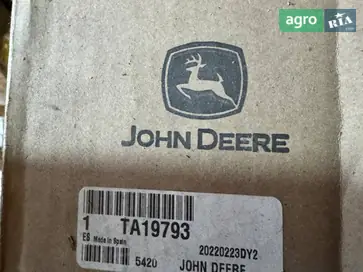 agro RIA
JOHN DEERE
1 TA19793
ES Made in Spain 20220223DY2
5420 JOHN DEERE